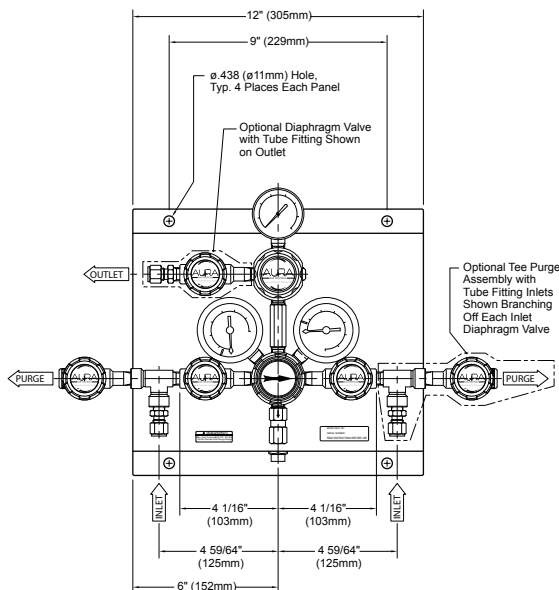 12" (305mm)
9" (229mm)
ø.438 (ø11mm) Hole,
Typ. 4 Places Each Panel
Optional Diaphragm Valve
with Tube Fitting Shown
on Outlet
OUTLET
AURA
AURA
Optional Tee Purge
Assembly with
Tube Fitting Inlets
Shown Branching
Off Each Inlet
Diaphragm Valve
PURGE
AURA
AURA
AURA
AURA
PURGE
INLET
4 1/16"
(103mm)
4 1/16"
(103mm)
INLET
4 59/64"
(125mm)
4 59/64"
(125mm)
6" (152mm)